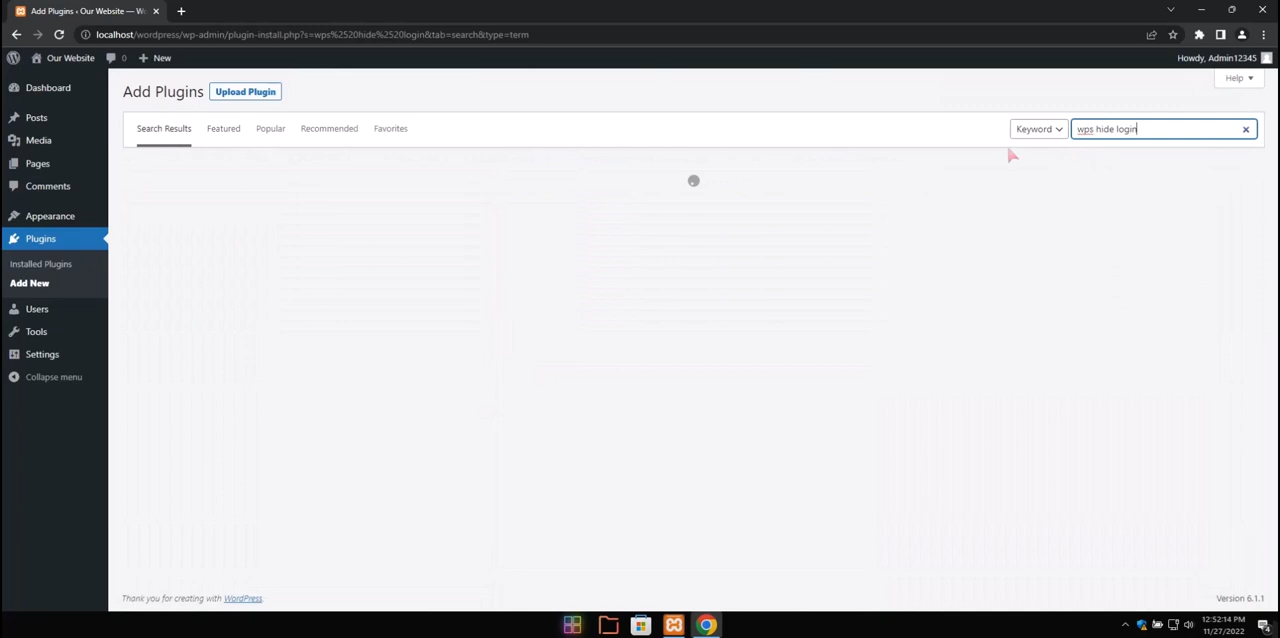 Add Plugins ‹ Our Website — W
localhost/wordpress/wp-admin/plugin-install.php?s=wps%2520hide%2520login&tab=search&type=term
Our Website 0 New Howdy, Admin12345
Help
Add Plugins Upload Plugin
Search Results Featured Popular Recommended Favorites Keyword wps hide login
Dashboard
Posts
Media
Pages
Comments
Appearance
Plugins
Installed Plugins
Add New
Users
Tools
Settings
Collapse menu
Thank you for creating with WordPress. Version 6.1.1
12:52:14 PM
11/27/2022
4